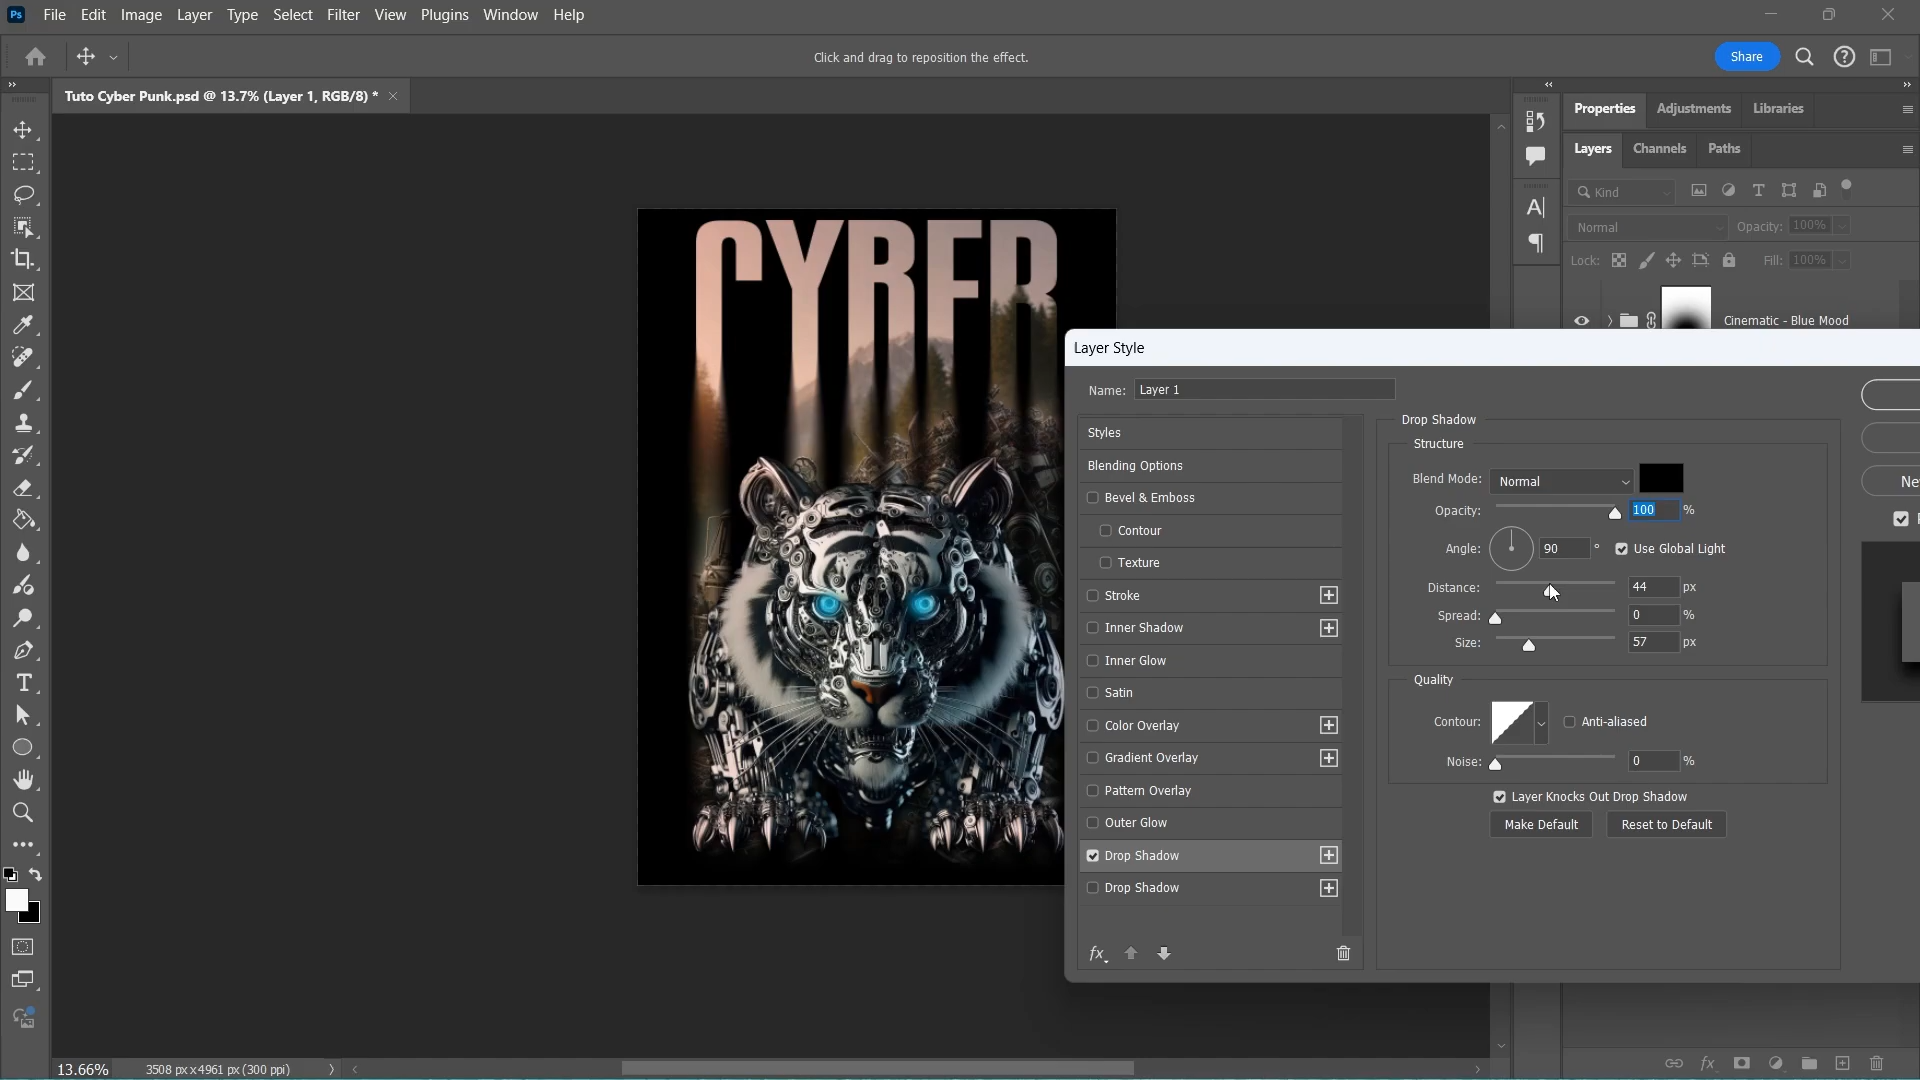 Ps File Edit Image Layer Type Select Filter View Plugins Window Help
Click and drag to reposition the effect.
Share
Tuto Cyber Punk.psd @ 13.7% (Layer 1, RGB/8) *
Properties Adjustments Libraries
Layers Channels Paths
Kind
Normal Opacity: 100%
Lock: Fill: 100%
Cinematic - Blue Mood
CYBER
Layer Style
Name: Layer 1
Styles
Blending Options
Bevel & Emboss
Contour
Texture
Stroke
Inner Shadow
Inner Glow
Satin
Color Overlay
Gradient Overlay
Pattern Overlay
Outer Glow
Drop Shadow
Drop Shadow
fx
Drop Shadow
Structure
Blend Mode: Normal
Opacity: 100 %
Angle: 90 ° Use Global Light
Distance: 44 px
Spread: 0 %
Size: 57 px
Quality
Contour: Anti-aliased
Noise: 0 %
Layer Knocks Out Drop Shadow
Make Default Reset to Default
13.66% 3508 px x 4961 px (300 ppi)
fx